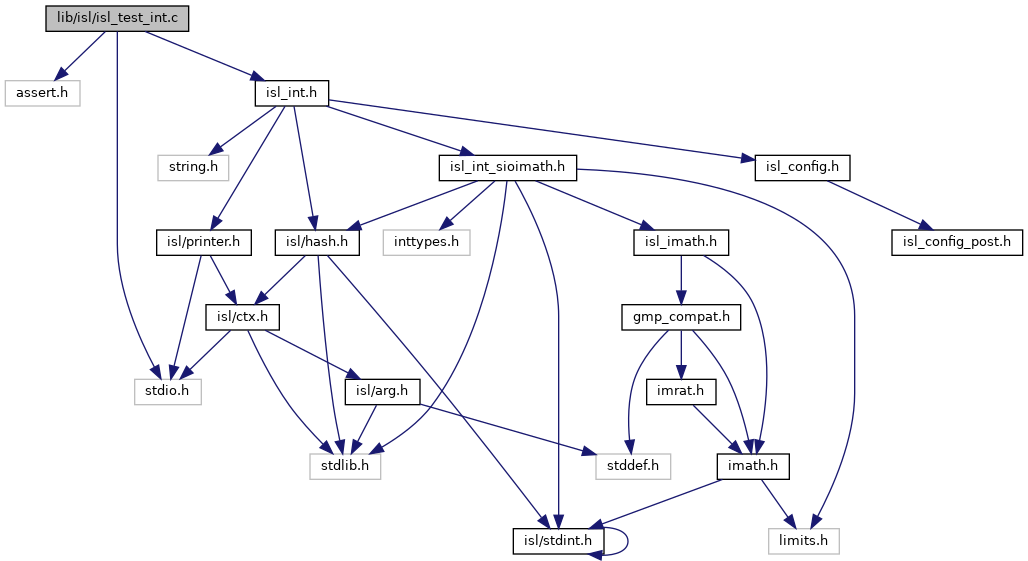 lib/isl/isl_test_int.c
assert.h
isl_int.h
string.h
isl_int_sioimath.h
isl_config.h
isl/printer.h
isl/hash.h
inttypes.h
isl_imath.h
isl_config_post.h
isl/ctx.h
gmp_compat.h
stdio.h
isl/arg.h
imrat.h
stdlib.h
stddef.h
imath.h
isl/stdint.h
limits.h